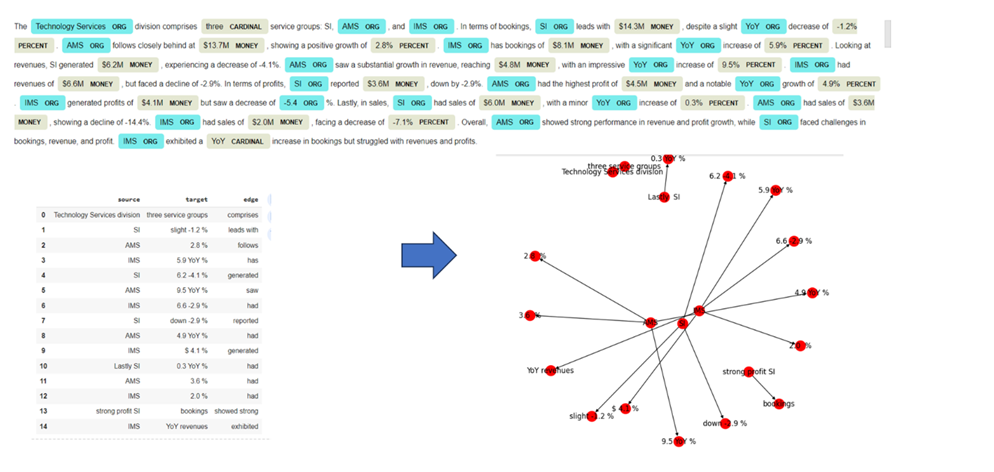 The Technology Services ORG division comprises three CARDINAL service groups: SI, AMS ORG , and IMS ORG . In terms of bookings, SI ORG leads with $14.3M MONEY , despite a slight YoY ORG decrease of -1.2%
PERCENT . AMS ORG follows closely behind at $13.7M MONEY , showing a positive growth of 2.8% PERCENT . IMS ORG has bookings of $8.1M MONEY , with a significant YoY ORG increase of 5.9% PERCENT . Looking at
revenues, SI generated $6.2M MONEY , experiencing a decrease of -4.1%. AMS ORG saw a substantial growth in revenue, reaching $4.8M MONEY , with an impressive YoY ORG increase of 9.5% PERCENT . IMS ORG had
revenues of $6.6M MONEY , but faced a decline of -2.9%. In terms of profits, SI ORG reported $3.6M MONEY , down by -2.9%. AMS ORG had the highest profit of $4.5M MONEY and a notable YoY ORG growth of 4.9% PERCENT
. IMS ORG generated profits of $4.1M MONEY but saw a decrease of -5.4 ORG %. Lastly, in sales, SI ORG had sales of $6.0M MONEY , with a minor YoY ORG increase of 0.3% PERCENT . AMS ORG had sales of $3.6M
MONEY , showing a decline of -14.4%. IMS ORG had sales of $2.0M MONEY , facing a decrease of -7.1% PERCENT . Overall, AMS ORG showed strong performance in revenue and profit growth, while SI ORG faced challenges in
bookings, revenue, and profit. IMS ORG exhibited a YoY CARDINAL increase in bookings but struggled with revenues and profits.
source target edge
0 Technology Services division three service groups comprises
1 SI slight -1.2 % leads with
2 AMS 2.8 % follows
3 IMS 5.9 YoY % has
4 SI 6.2 -4.1 % generated
5 AMS 9.5 YoY % saw
6 IMS 6.6 -2.9 % had
7 SI down -2.9 % reported
8 AMS 4.9 YoY % had
9 IMS $ 4.1 % generated
10 Lastly SI 0.3 YoY % had
11 AMS 3.6 % had
12 IMS 2.0 % had
13 strong profit SI bookings showed strong
14 IMS YoY revenues exhibited
0.3 YoY %
three service groups
Technology Services division
6.2 -4.1 %
5.9 YoY %
Lastly SI
6.6 -2.9 %
2.8 %
4.9 YoY %
IMS
3.6 %
AMS
SI
2.0 %
YoY revenues
strong profit SI
bookings
$ 4.1 %
slight -1.2 %
down -2.9 %
9.5 YoY %